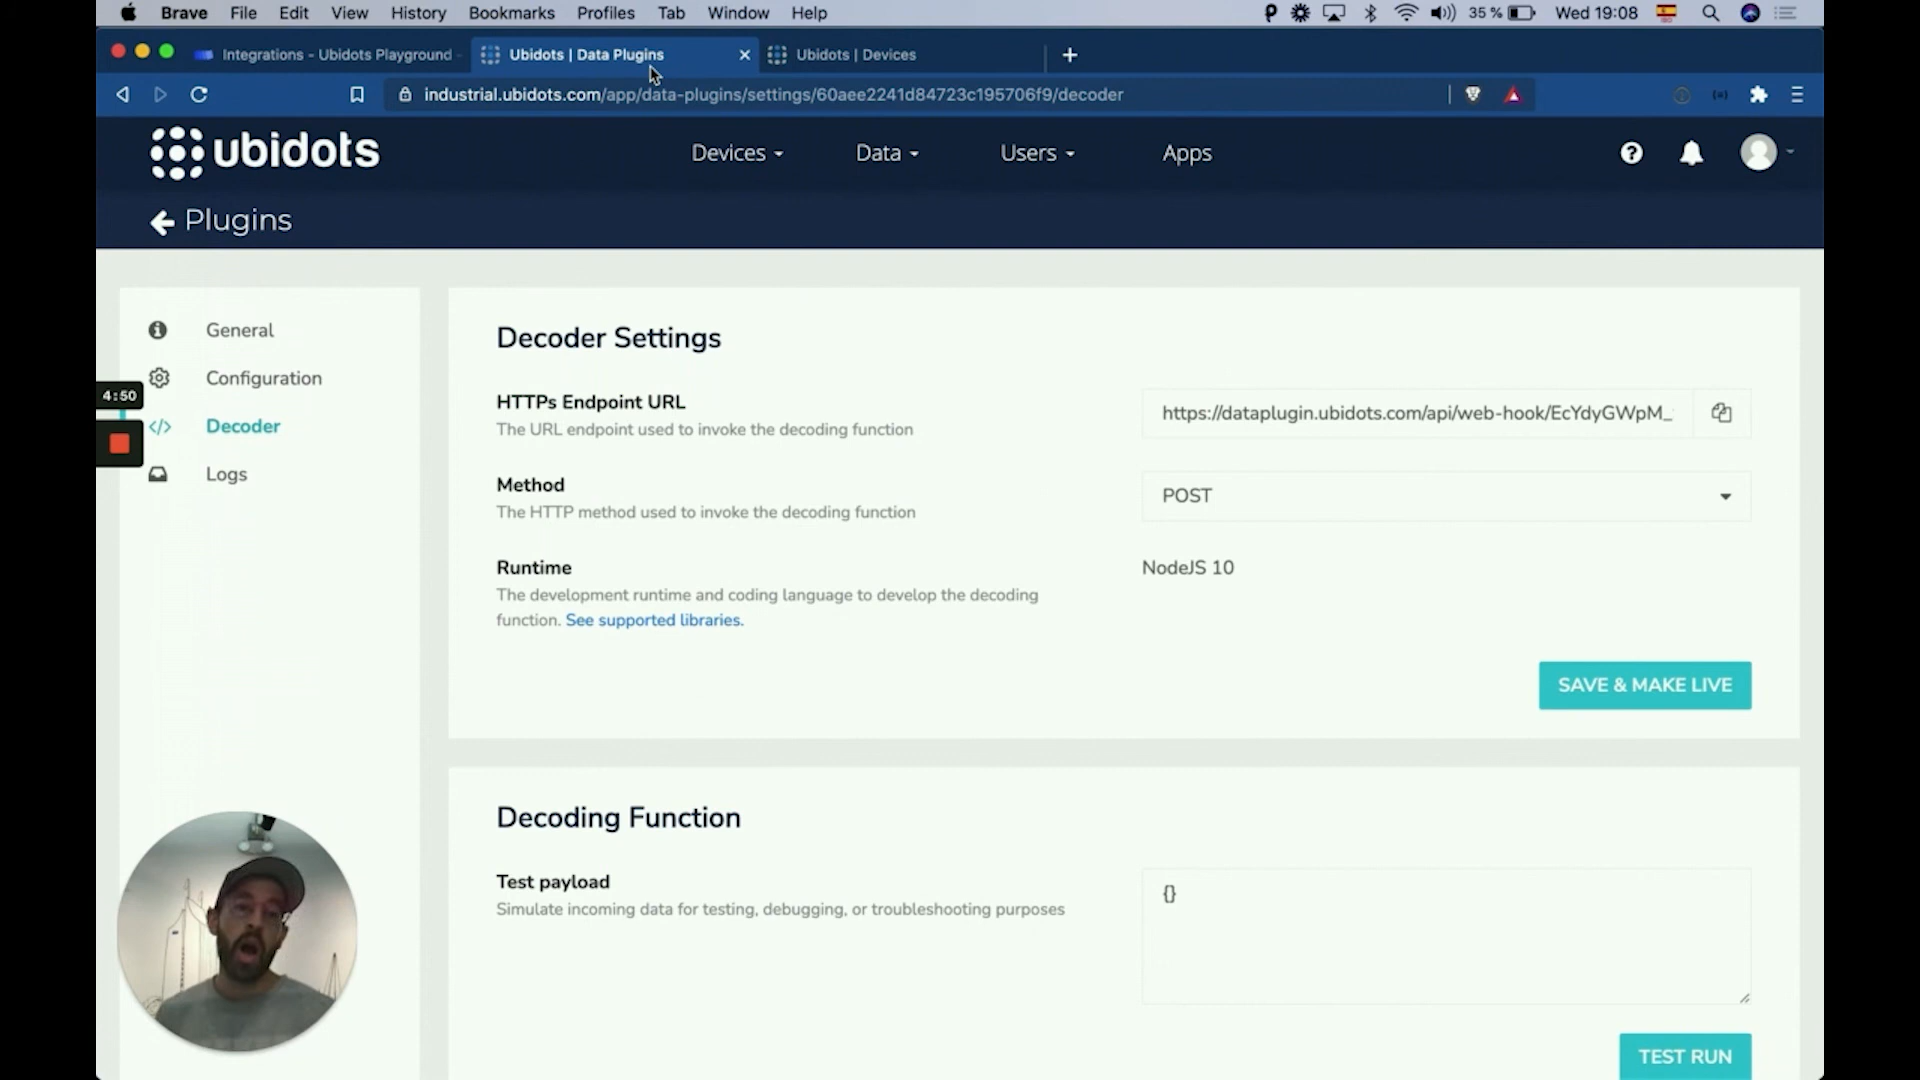 Brave File Edit View History Bookmarks Profiles Tab Window Help 35 % Wed 19:08
Integrations - Ubidots Playground Ubidots | Data Plugins Ubidots | Devices
industrial.ubidots.com/app/data-plugins/settings/60aee2241d84723c195706f9/decoder
ubidots Devices Data Users Apps
Plugins
General
Configuration
4:50
Decoder
Logs
Decoder Settings
HTTPs Endpoint URL
The URL endpoint used to invoke the decoding function
https://dataplugin.ubidots.com/api/web-hook/EcYdyGWpM_
Method
The HTTP method used to invoke the decoding function
POST
Runtime
The development runtime and coding language to develop the decoding
function. See supported libraries.
NodeJS 10
SAVE & MAKE LIVE
Decoding Function
Test payload
Simulate incoming data for testing, debugging, or troubleshooting purposes
{}
TEST RUN